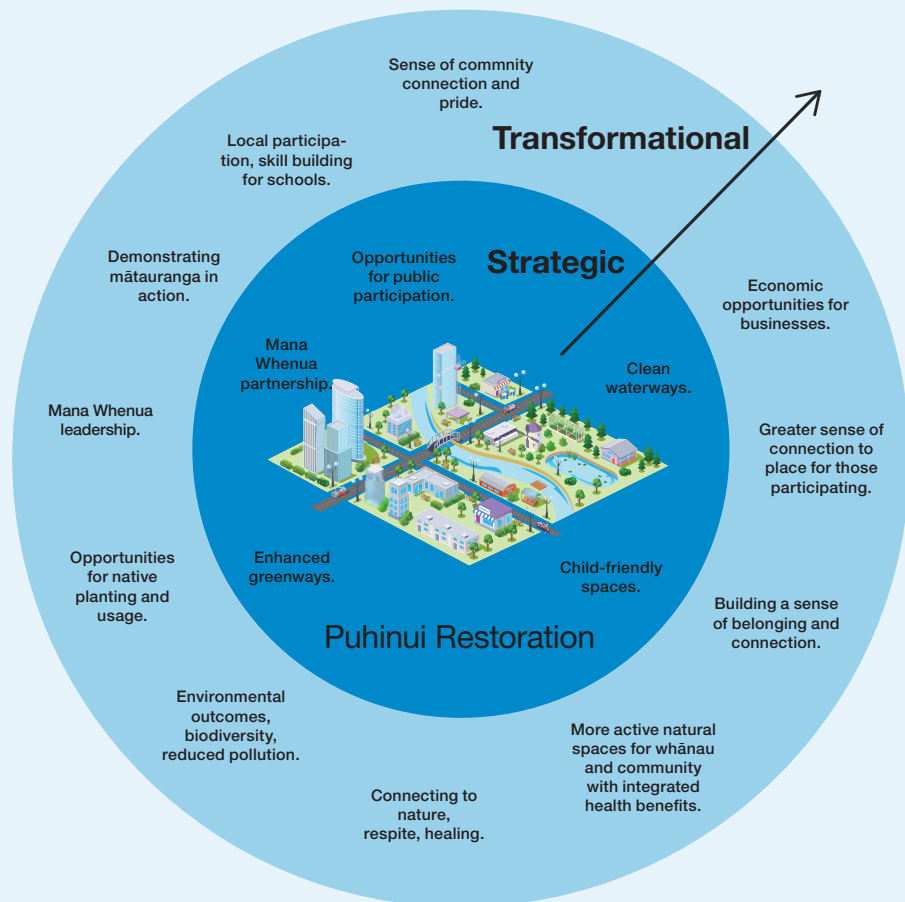 Sense of commnity
connection and
pride.
Transformational
Local participa-
tion, skill building
for schools.
Demonstrating
mātauranga in
action.
Opportunities
for public
participation.
Strategic
Economic
opportunities for
businesses.
Mana
Whenua
partnership.
Clean
waterways.
Mana Whenua
leadership.
Greater sense of
connection to
place for those
participating.
Opportunities
for native
planting and
usage.
Enhanced
greenways.
Child-friendly
spaces.
Building a sense
of belonging and
connection.
Puhinui Restoration
Environmental
outcomes,
biodiversity,
reduced pollution.
More active natural
spaces for whānau
and community
with integrated
health benefits.
Connecting to
nature,
respite, healing.